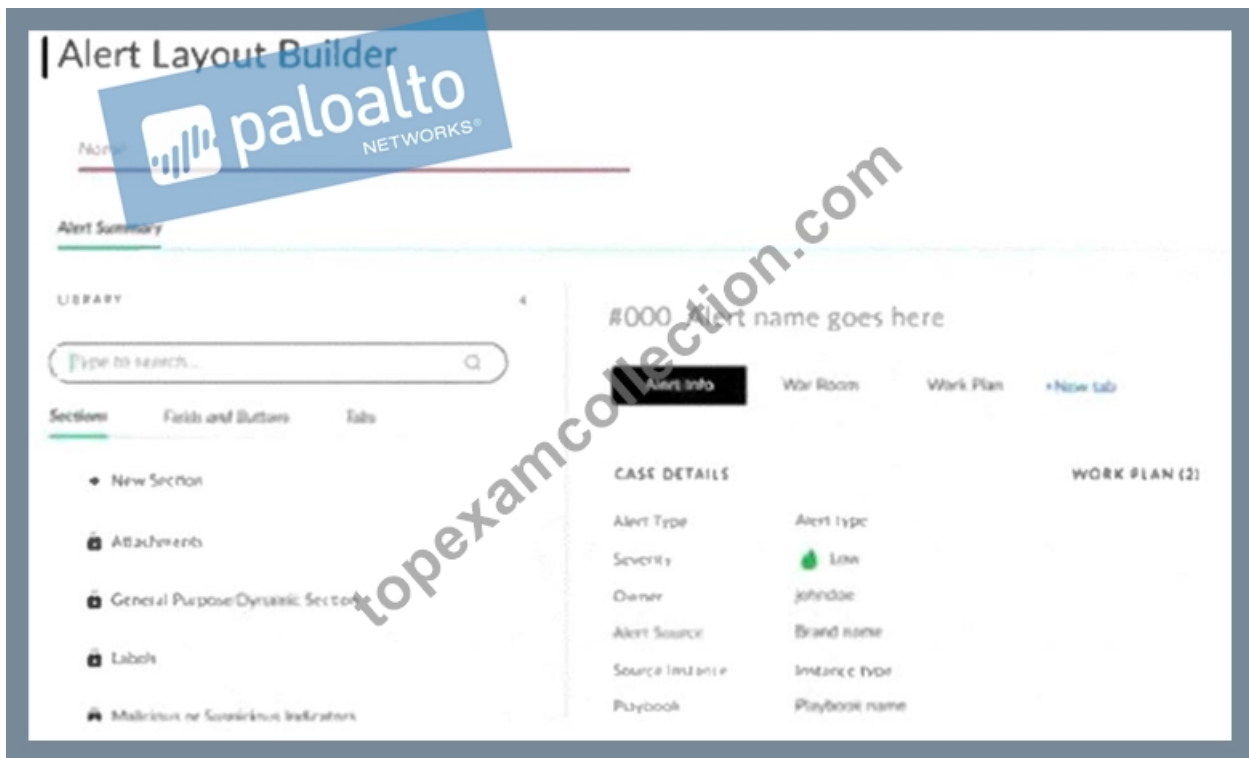 Alert Layout Builder
paloalto
NETWORKS®
Name
Alert Summary
LIBRARY 4
#000 Alert name goes here
Type to search...
Alert Info War Room Work Plan +New tab
Sections Fields and Buttons Tabs
New Section
CASE DETAILS WORK PLAN (2)
Attachments
Alert Type Alert type
Severity Low
General Purpose Dynamic Section
Owner johndoe
Alert Source Brand name
Labels
Source Instance Instance type
Playbook Playbook name
Malicious or Suspicious Indicators
topexamcollection.com